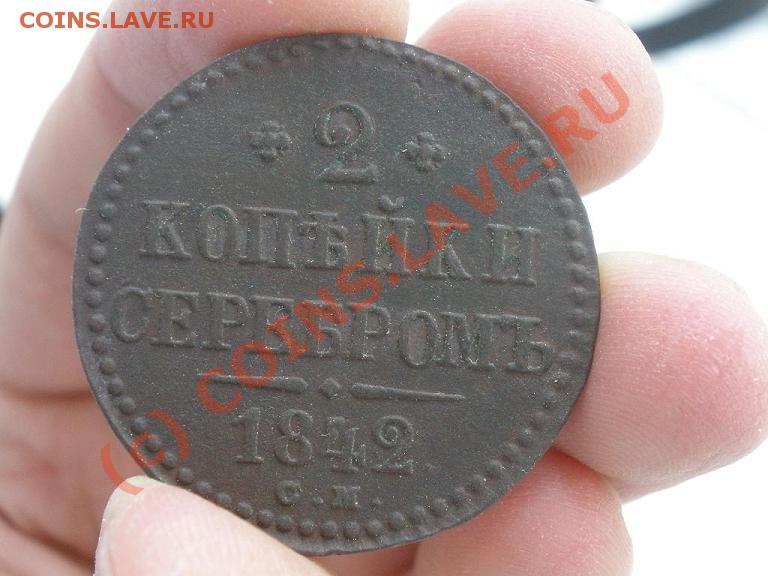 COINS.LAVE.RU
2
КОПѢЙКИ
СЕРЕБРОМЪ
1842.
С.М.
(c) COINS.LAVE.RU